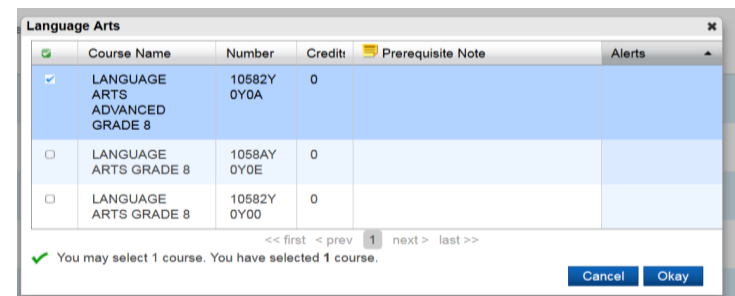 Language Arts
Course Name Number Credits Prerequisite Note Alerts
LANGUAGE 10582Y 0
ARTS 0Y0A
ADVANCED
GRADE 8
LANGUAGE 1058AY 0
ARTS GRADE 8 0Y0E
LANGUAGE 10582Y 0
ARTS GRADE 8 0Y00
<< first < prev 1 next > last >>
You may select 1 course. You have selected 1 course.
Cancel Okay